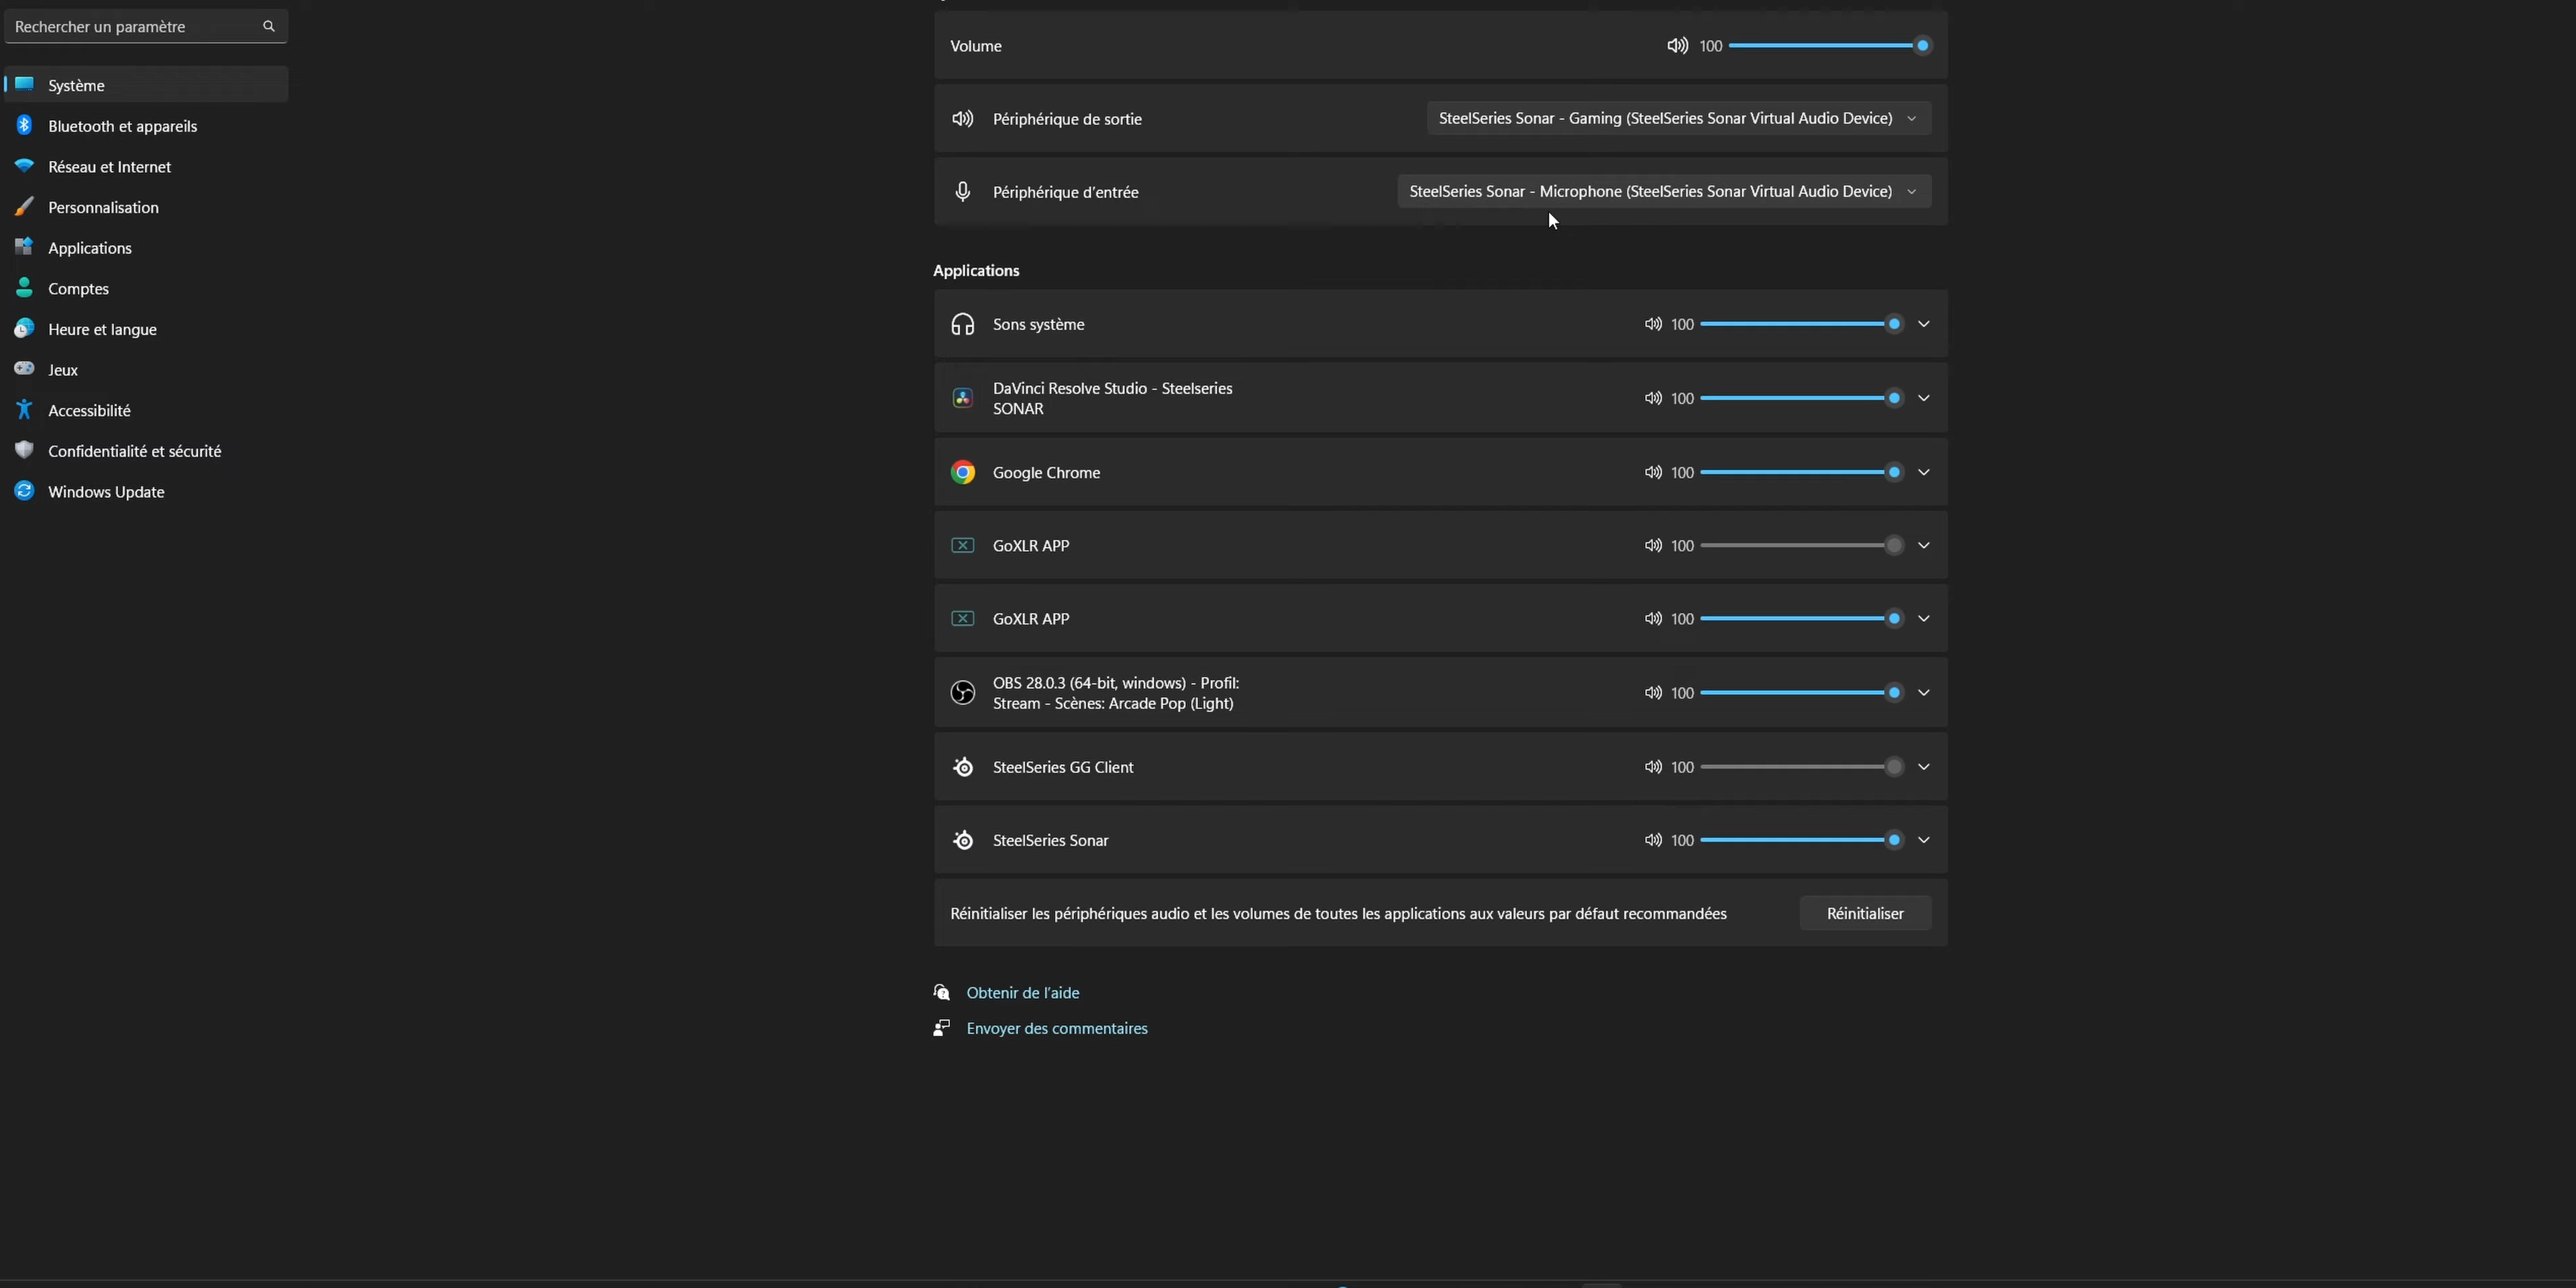 Rechercher un paramètre
Système
Bluetooth et appareils
Réseau et Internet
Personnalisation
Applications
Comptes
Heure et langue
Jeux
Accessibilité
Confidentialité et sécurité
Windows Update
Volume
100
Périphérique de sortie
SteelSeries Sonar - Gaming (SteelSeries Sonar Virtual Audio Device)
Périphérique d'entrée
SteelSeries Sonar - Microphone (SteelSeries Sonar Virtual Audio Device)
Applications
Sons système
100
DaVinci Resolve Studio - Steelseries
SONAR
100
Google Chrome
100
GoXLR APP
100
GoXLR APP
100
OBS 28.0.3 (64-bit, windows) - Profil:
Stream - Scènes: Arcade Pop (Light)
100
SteelSeries GG Client
100
SteelSeries Sonar
100
Réinitialiser les périphériques audio et les volumes de toutes les applications aux valeurs par défaut recommandées
Réinitialiser
Obtenir de l'aide
Envoyer des commentaires